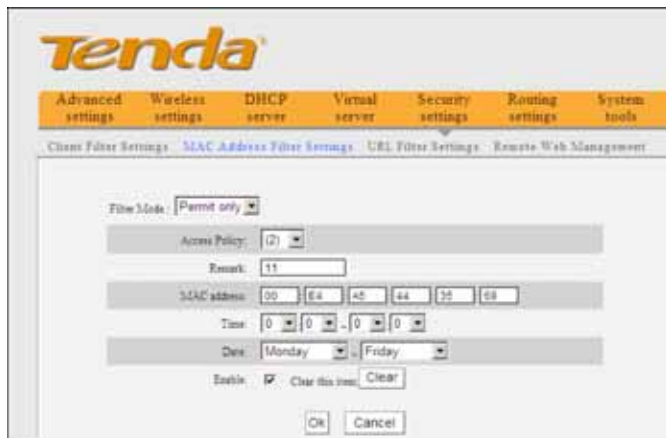 Tenda
Advanced settings Wireless settings DHCP server Virtual server Security settings Routing settings System tools
Client Filter Settings MAC Address Filter Settings URL Filter Settings Remote Web Management
Filter Mode: Permit only
Access Policy: (2)
Remark: 11
MAC address: 00 : E4 : 45 : 44 : 35 : 69
Time: 0 : 0 - 0 : 0
Date: Monday - Friday
Enable: Clear this item: Clear
Ok Cancel